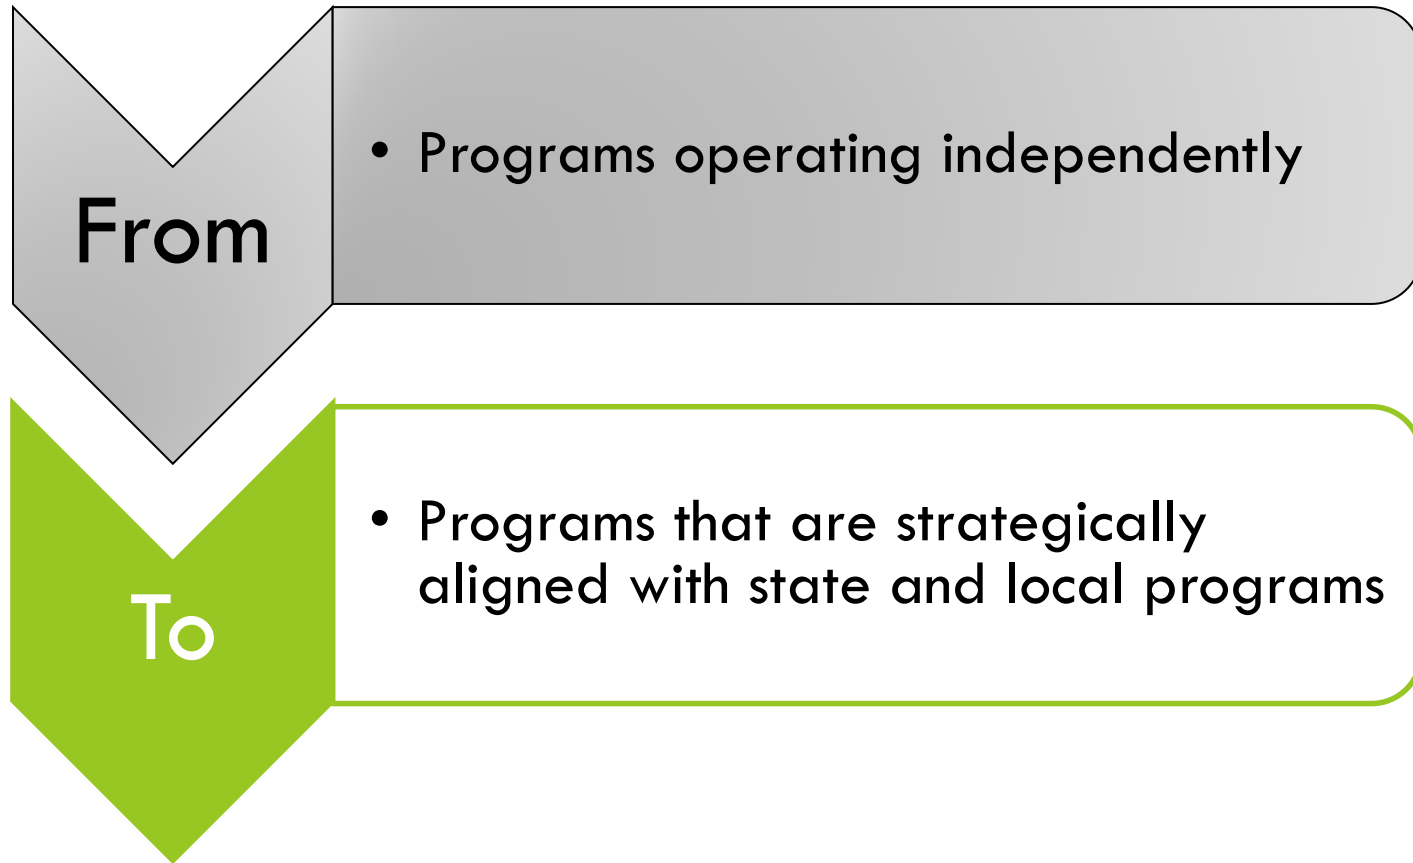 From
• Programs operating independently
To
• Programs that are strategically
aligned with state and local programs